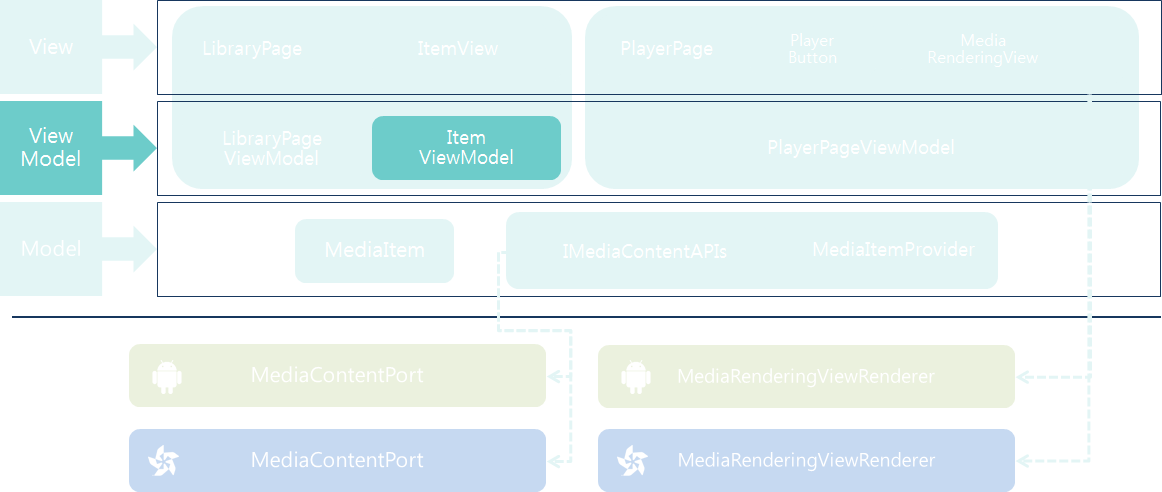 View
LibraryPage
ItemView
PlayerPage
Player
Button
Media
RenderingView
View
Model
LibraryPage
ViewModel
Item
ViewModel
PlayerPageViewModel
Model
MediaItem
IMediaContentAPIs
MediaItemProvider
MediaContentPort
MediaRenderingViewRenderer
MediaContentPort
MediaRenderingViewRenderer